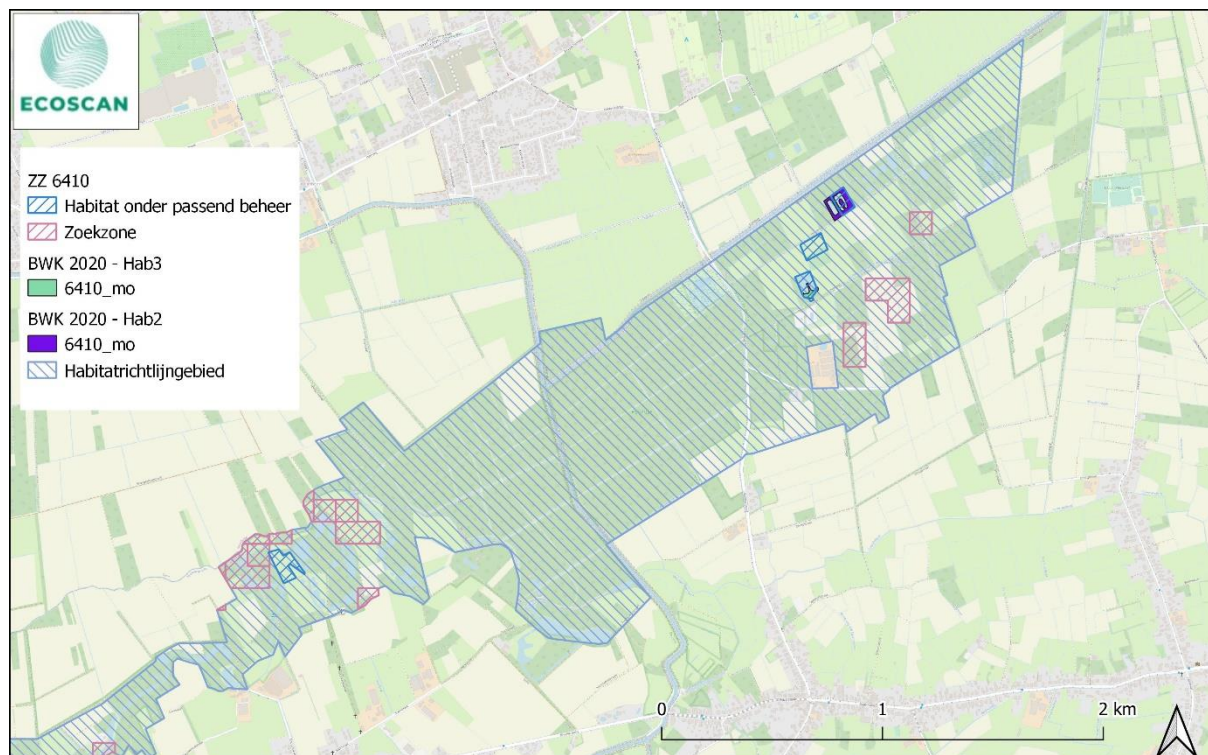 ECOSCAN
ZZ 6410
Habitat onder passend beheer
Zoekzone
BWK 2020 - Hab3
6410_mo
BWK 2020 - Hab2
6410_mo
Habitatrichtlijngebied
0 1 2 km